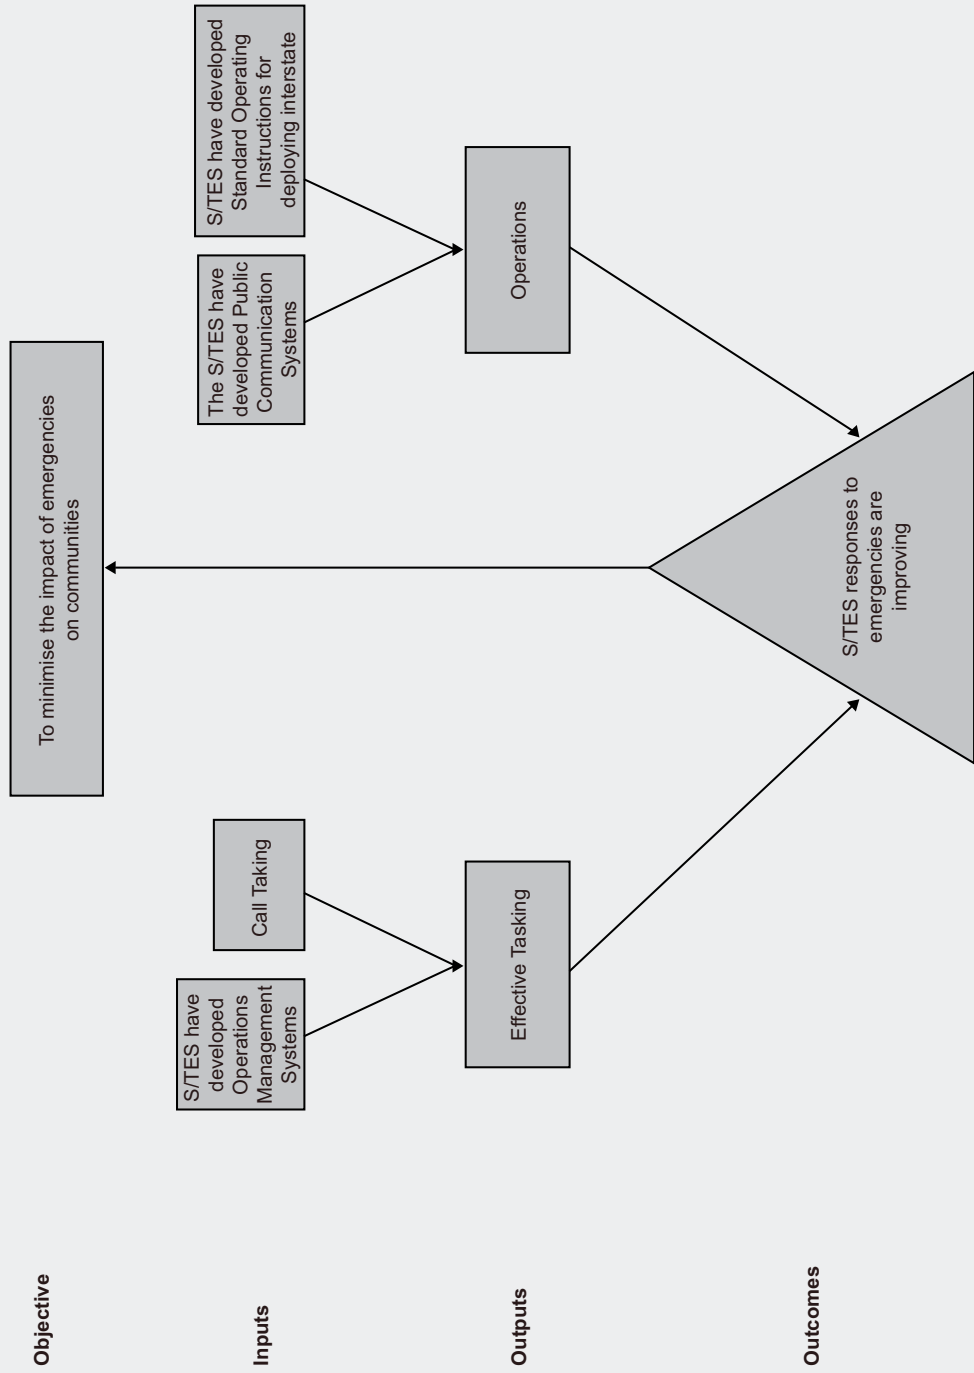 Objective
To minimise the impact of emergencies
on communities
Inputs
S/TES have
developed
Operations
Management
Systems
Call Taking
The S/TES have
developed Public
Communication
Systems
S/TES have developed
Standard Operating
Instructions for
deploying interstate
Outputs
Effective Tasking
Operations
Outcomes
S/TES responses to
emergencies are
improving